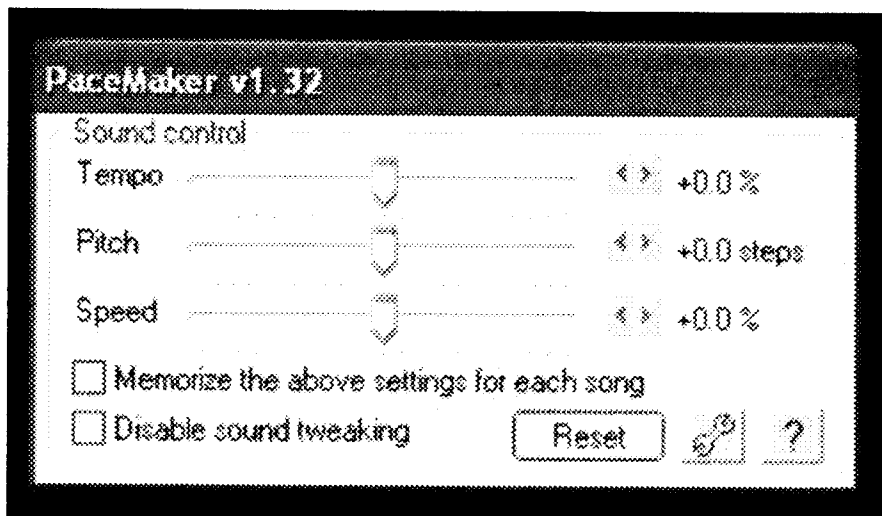 PaceMaker v1.32
Sound control
Tempo < > +0.0 %
Pitch < > +0.0 steps
Speed < > +0.0 %
Memorize the above settings for each song
Disable sound tweaking Reset ?